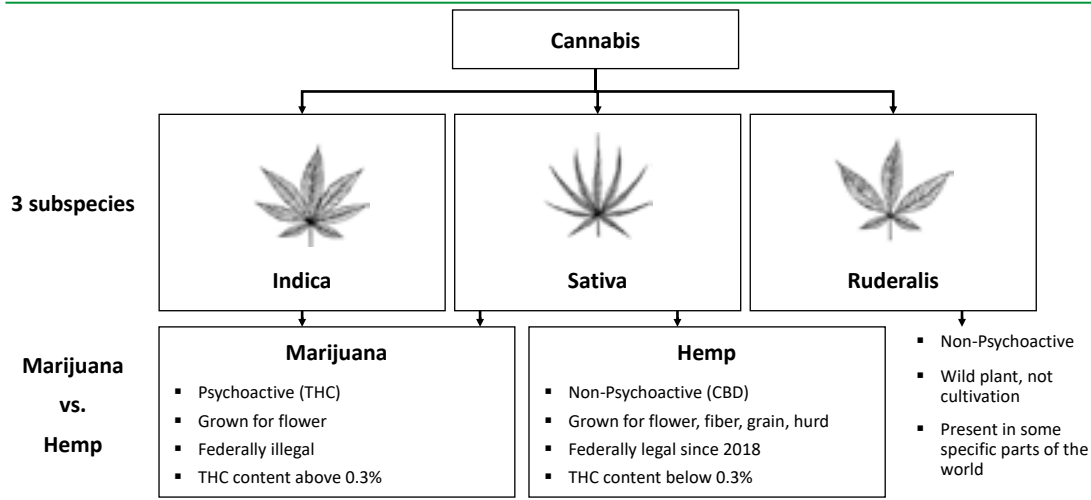 Cannabis
3 subspecies
Indica
Sativa
Ruderalis
Marijuana
vs.
Hemp
Marijuana
▪ Psychoactive (THC)
▪ Grown for flower
▪ Federally illegal
▪ THC content above 0.3%
Hemp
▪ Non-Psychoactive (CBD)
▪ Grown for flower, fiber, grain, hurd
▪ Federally legal since 2018
▪ THC content below 0.3%
▪ Non-Psychoactive
▪ Wild plant, not
cultivation
▪ Present in some
specific parts of the
world